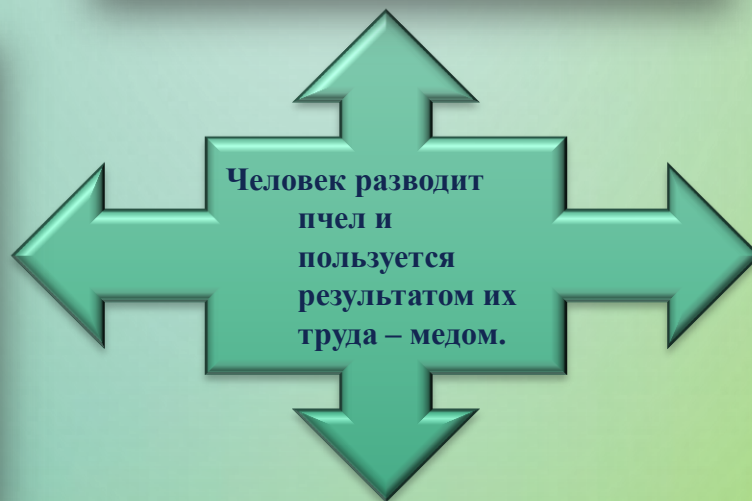 Человек разводит
пчел и
пользуется
результатом их
труда – медом.